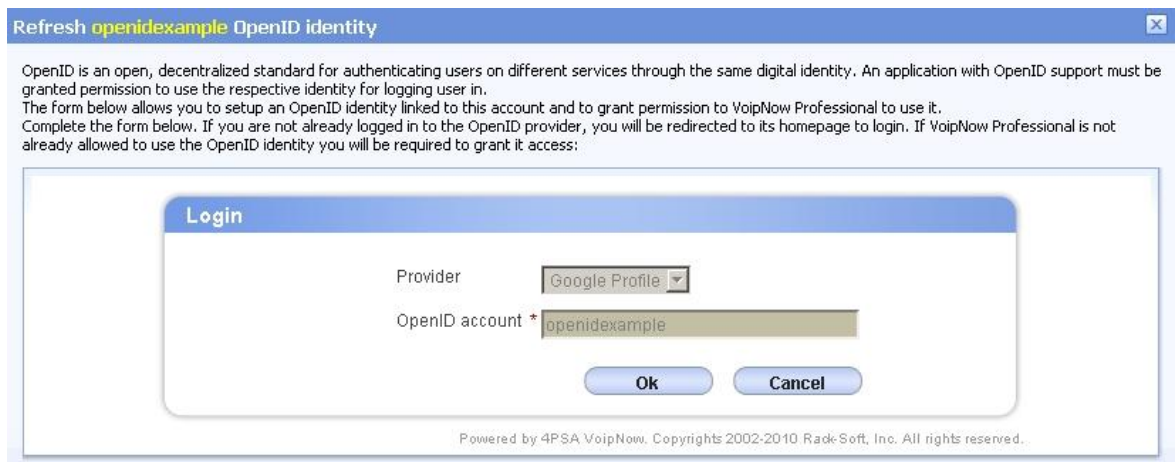 Refresh openidexample OpenID identity
OpenID is an open, decentralized standard for authenticating users on different services through the same digital identity. An application with OpenID support must be
granted permission to use the respective identity for logging user in.
The form below allows you to setup an OpenID identity linked to this account and to grant permission to VoipNow Professional to use it.
Complete the form below. If you are not already logged in to the OpenID provider, you will be redirected to its homepage to login. If VoipNow Professional is not
already allowed to use the OpenID identity you will be required to grant it access:
Login
Provider Google Profile
OpenID account * openidexample
Ok Cancel
Powered by 4PSA VoipNow. Copyrights 2002-2010 Rack-Soft, Inc. All rights reserved.